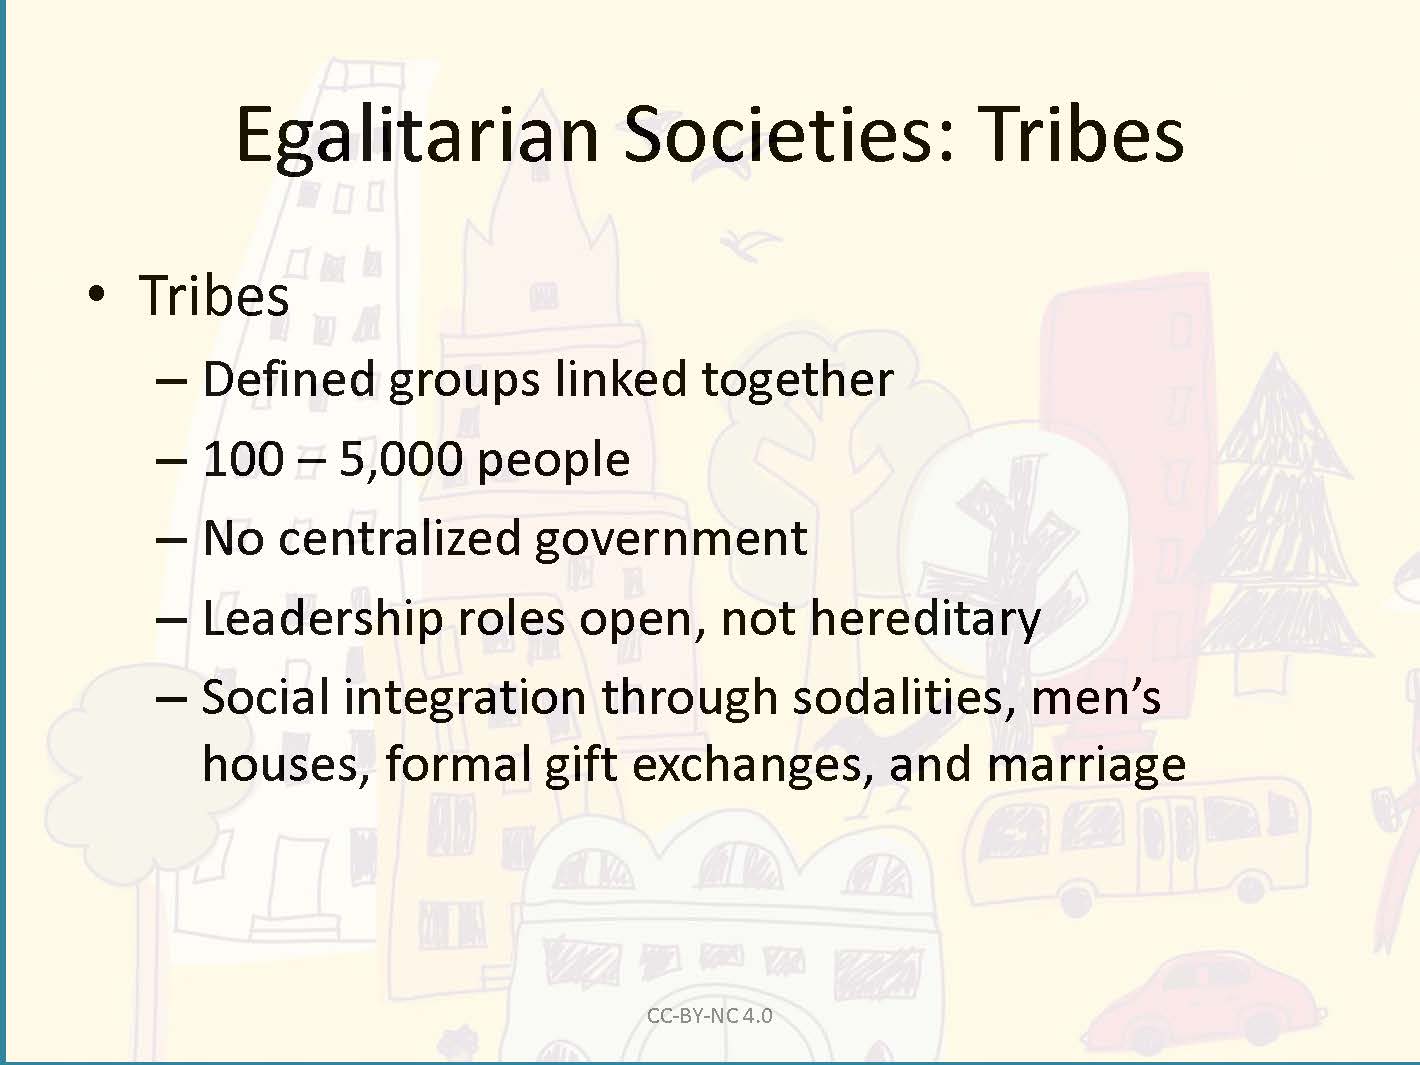 Egalitarian Societies: Tribes
• Tribes
– Defined groups linked together
– 100 – 5,000 people
– No centralized government
– Leadership roles open, not hereditary
– Social integration through sodalities, men’s
houses, formal gift exchanges, and marriage
CC-BY-NC 4.0